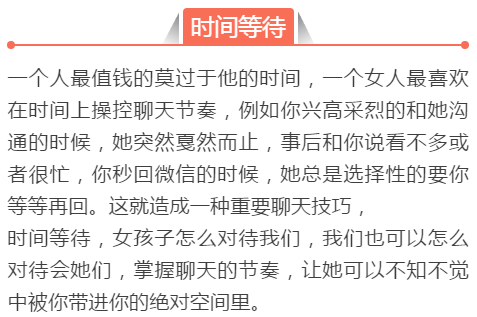 时间等待
一个人最值钱的莫过于他的时间，一个女人最喜欢
在时间上操控聊天节奏，例如你兴高采烈的和她沟
通的时候，她突然戛然而止，事后和你说看不多或
者很忙，你秒回微信的时候，她总是选择性的要你
等等再回。这就造成一种重要聊天技巧，
时间等待，女孩子怎么对待我们，我们也可以怎么
对待会她们，掌握聊天的节奏，让她可以不知不觉
中被你带进你的绝对空间里。